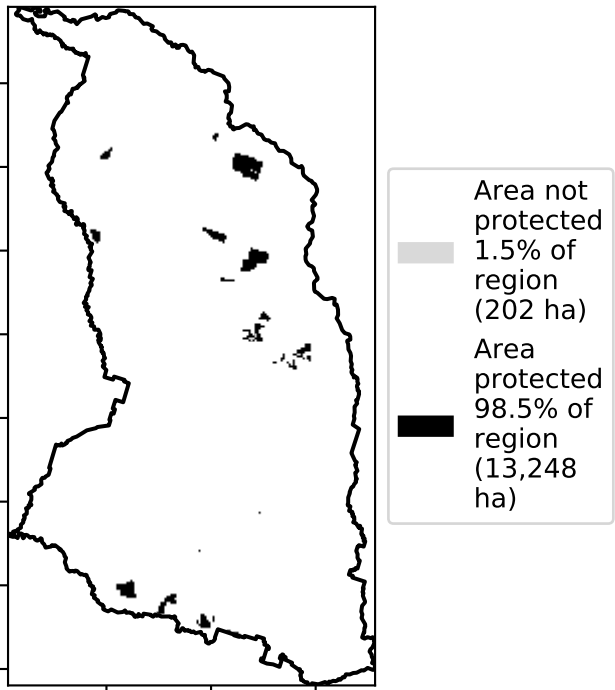 Area not
protected
1.5% of
region
(202 ha)
Area
protected
98.5% of
region
(13,248
ha)